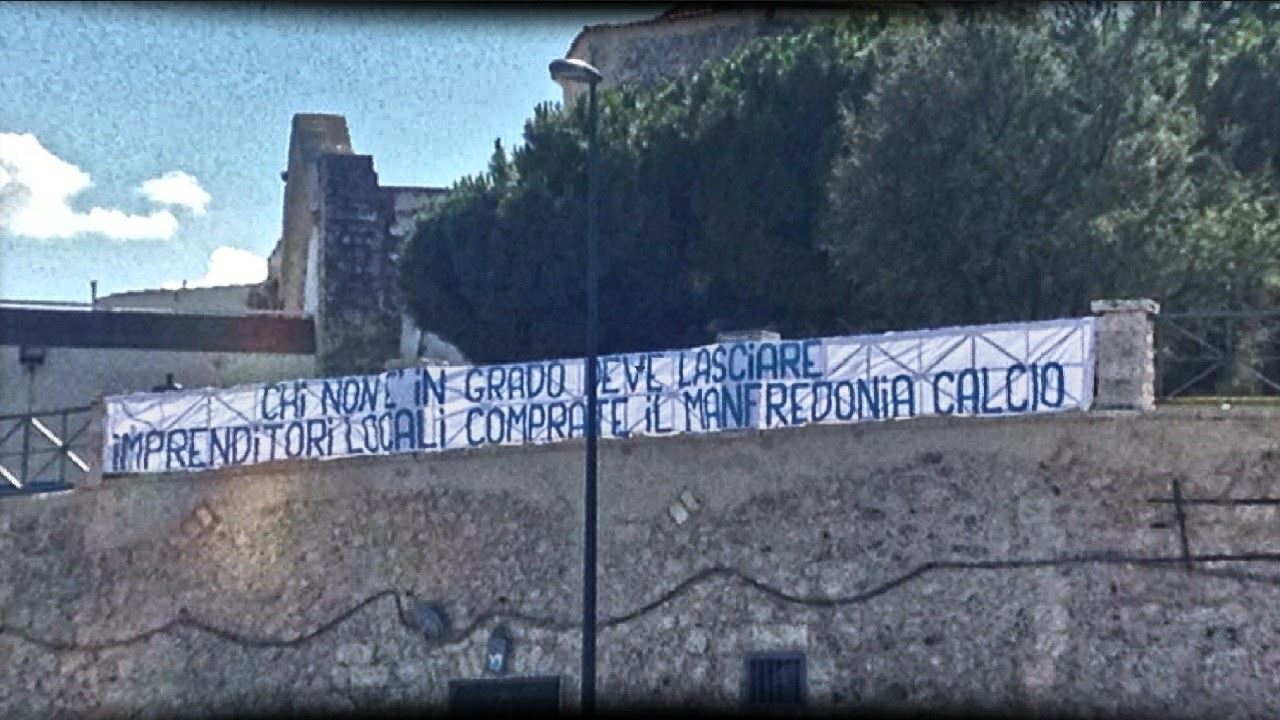 CHi NON E' iN GRADO DEVE LASCiARE
iMPRENDiTORi LOCALi COMPRATE iL MANFREDONiA CALCiO